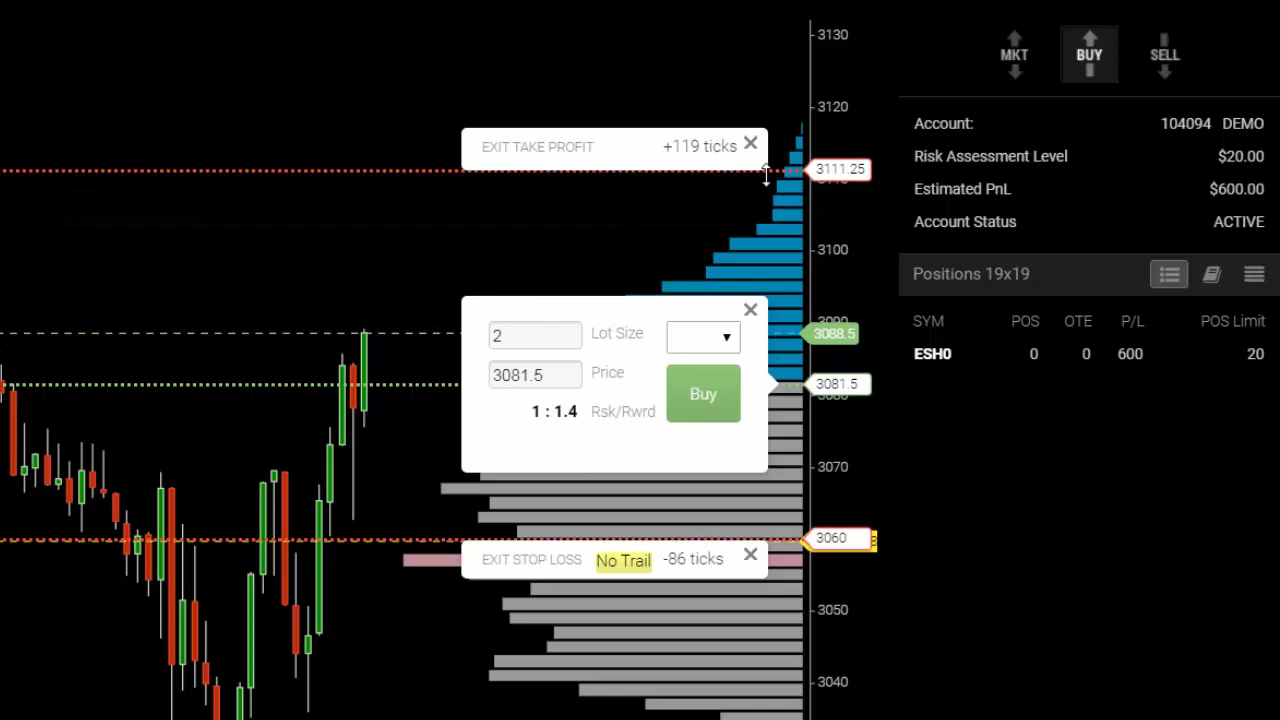 3130
3120
3111.25
3100
3088.5
3081.5
3070
3060
3050
3040
EXIT TAKE PROFIT +119 ticks
2 Lot Size
3081.5 Price
1 : 1.4 Rsk/Rwrd
Buy
EXIT STOP LOSS No Trail -86 ticks
MKT BUY SELL
Account: 104094 DEMO
Risk Assessment Level $20.00
Estimated PnL $600.00
Account Status ACTIVE
Positions 19x19
SYM POS OTE P/L POS Limit
ESH0 0 0 600 20